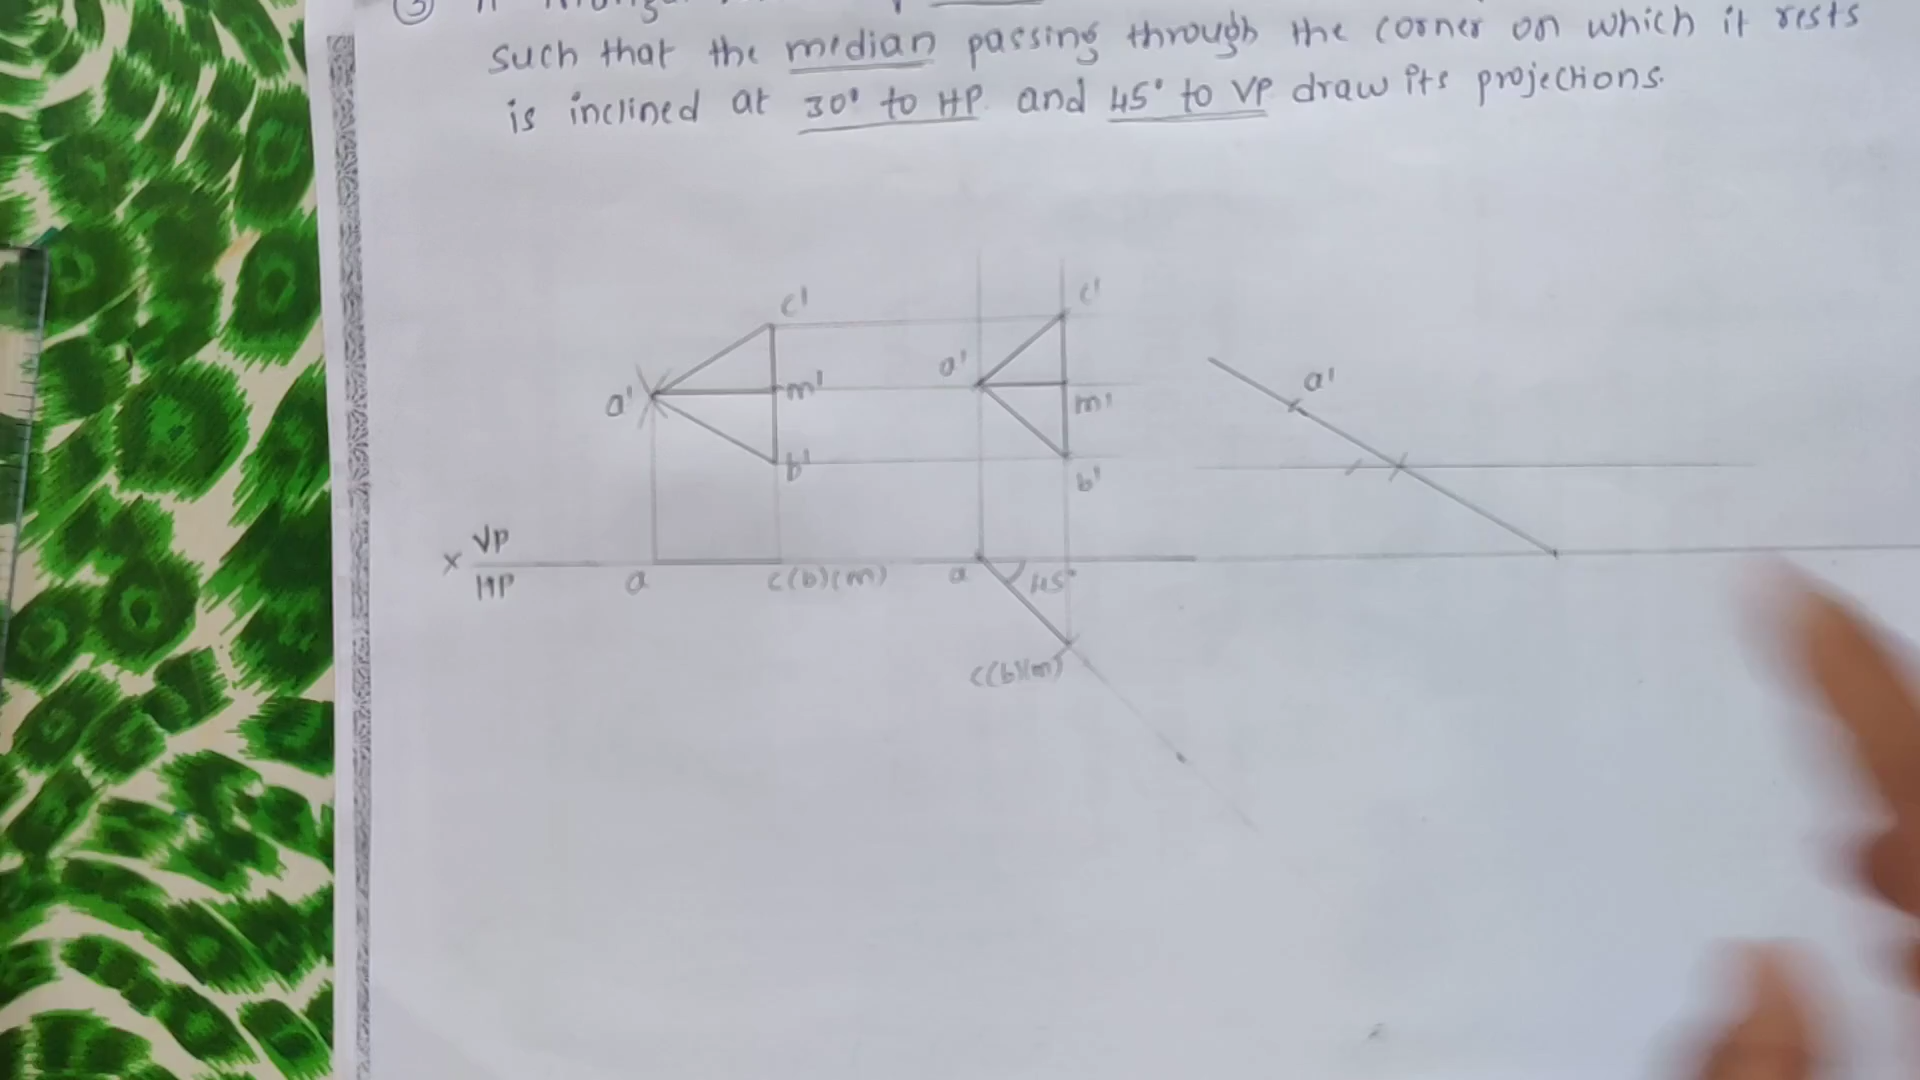 such that the median passing through the corner on which it rests
is inclined at 30° to HP and 45° to VP draw its projections.
c' c'
a' m' a' m' a'
b' b'
X VP
HP
a c(b)(m) a 45°
c(b)(m)